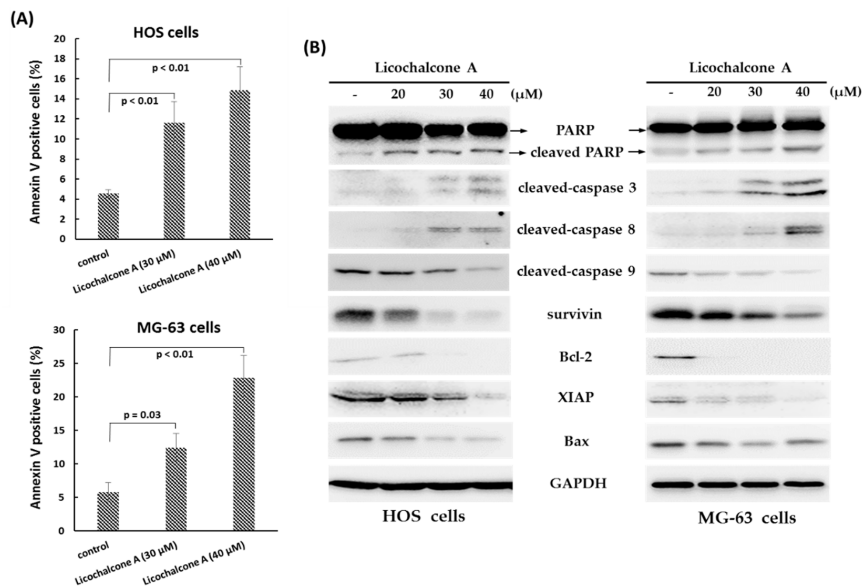 (A)
HOS cells
Annexin V positive cells (%)
20
18
16
14
12
10
8
6
4
2
0
p < 0.01
p < 0.01
control
Licochalcone A (30 μM)
Licochalcone A (40 μM)
MG-63 cells
Annexin V positive cells (%)
30
25
20
15
10
5
0
p < 0.01
p = 0.03
control
Licochalcone A (30 μM)
Licochalcone A (40 μM)
(B)
Licochalcone A
- 20 30 40 (μM)
Licochalcone A
- 20 30 40 (μM)
PARP
cleaved PARP
cleaved-caspase 3
cleaved-caspase 8
cleaved-caspase 9
survivin
Bcl-2
XIAP
Bax
GAPDH
HOS cells
MG-63 cells